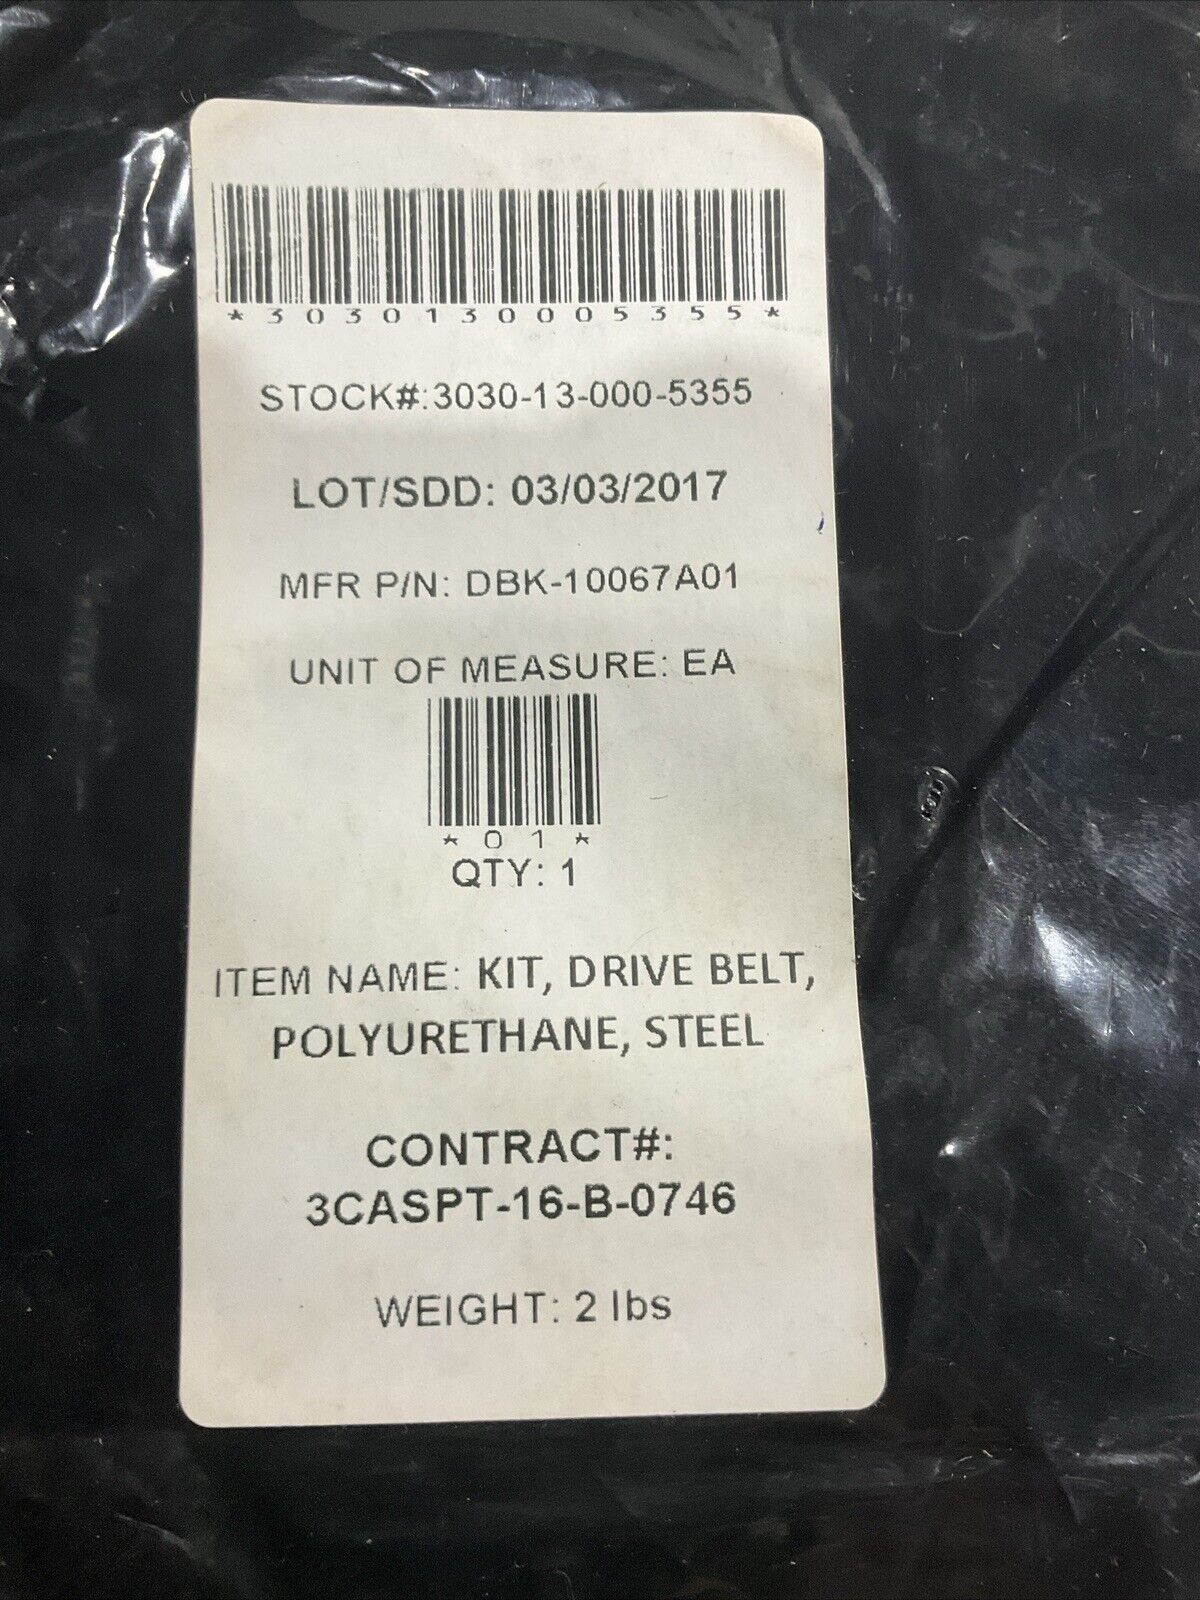 *3030130005355*
STOCK#:3030-13-000-5355
LOT/SDD: 03/03/2017
MFR P/N: DBK-10067A01
UNIT OF MEASURE: EA
*01*
QTY: 1
ITEM NAME: KIT, DRIVE BELT,
POLYURETHANE, STEEL
CONTRACT#:
3CASPT-16-B-0746
WEIGHT: 2 lbs